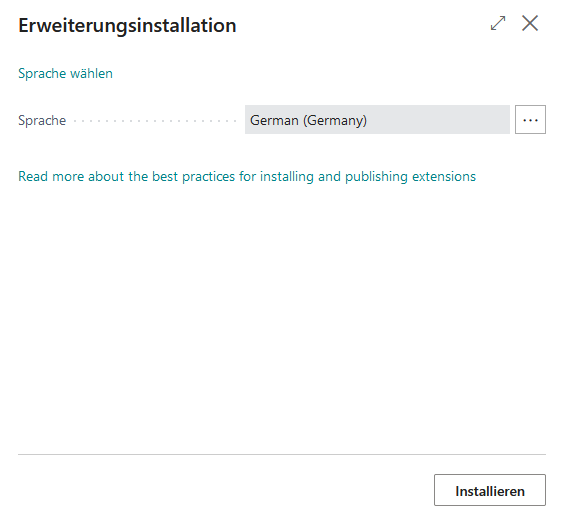 Erweiterungsinstallation
Sprache wählen
Sprache German (Germany) ...
Read more about the best practices for installing and publishing extensions
Installieren